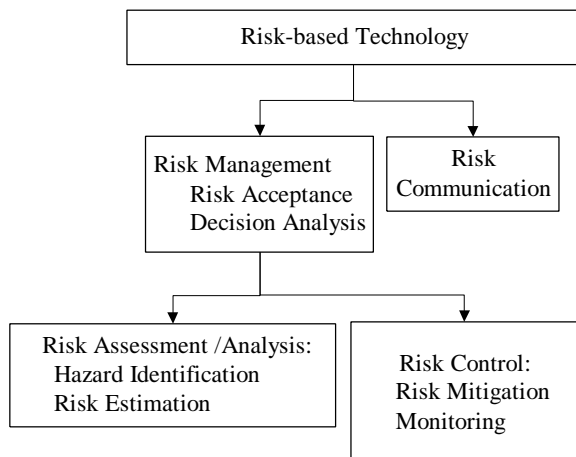 Risk-based Technology
Risk Management
Risk Acceptance
Decision Analysis
Risk
Communication
Risk Assessment /Analysis:
Hazard Identification
Risk Estimation
Risk Control:
Risk Mitigation
Monitoring